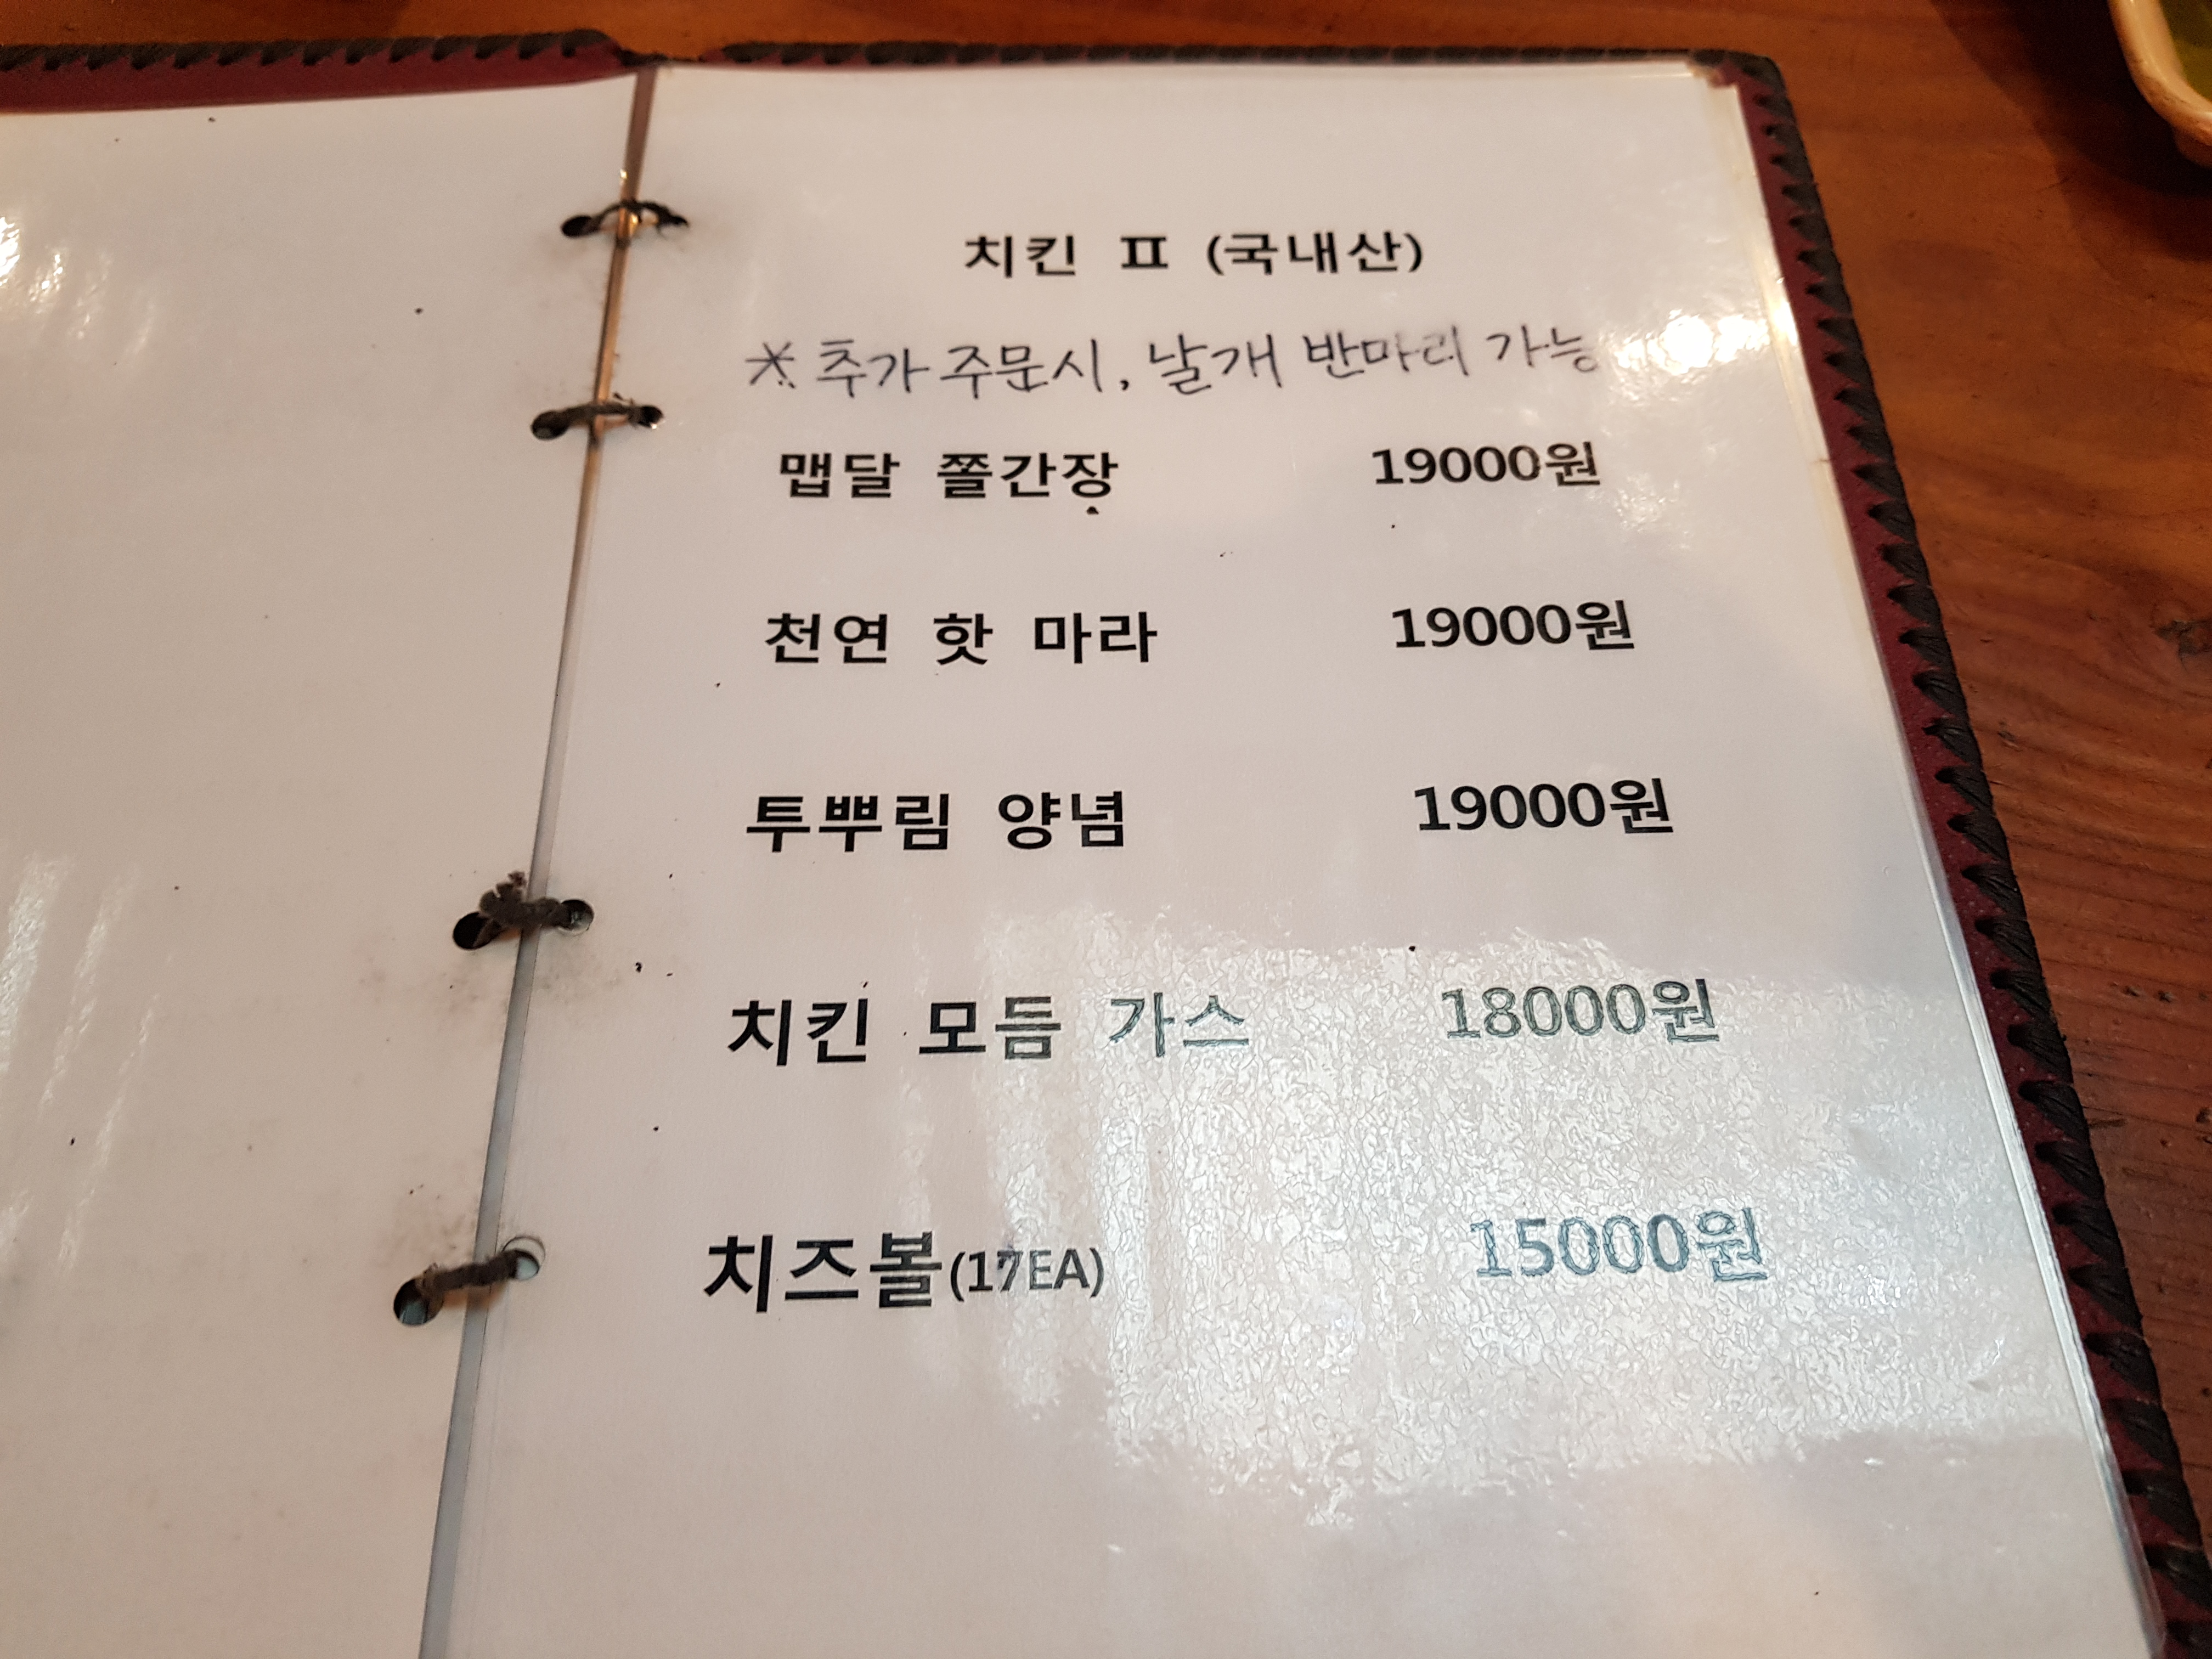 치킨 Ⅱ (국내산)
※ 추가 주문시, 날개 반마리 가능
맵달 쫄간장 19000원
천연 핫 마라 19000원
투뿌림 양념 19000원
치킨 모듬 가스 18000원
치즈볼(17EA) 15000원